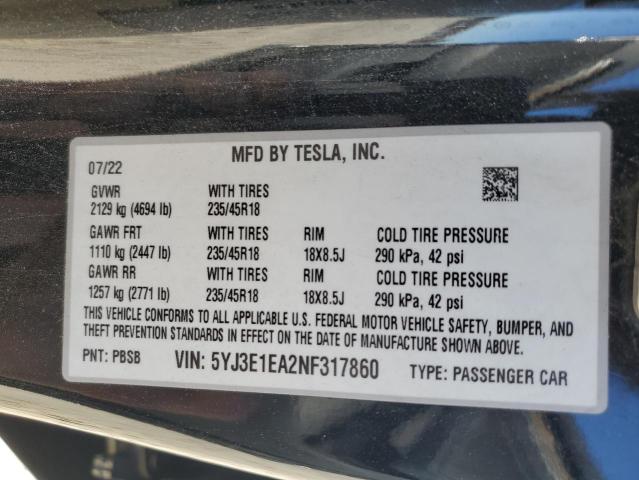 MFD BY TESLA, INC.
07/22
GVWR WITH TIRES
2129 kg (4694 lb) 235/45R18
GAWR FRT WITH TIRES RIM COLD TIRE PRESSURE
1110 kg (2447 lb) 235/45R18 18X8.5J 290 kPa, 42 psi
GAWR RR WITH TIRES RIM COLD TIRE PRESSURE
1257 kg (2771 lb) 235/45R18 18X8.5J 290 kPa, 42 psi
THIS VEHICLE CONFORMS TO ALL APPLICABLE U.S. FEDERAL MOTOR VEHICLE SAFETY, BUMPER, AND
THEFT PREVENTION STANDARDS IN EFFECT ON THE DATE OF MANUFACTURE SHOWN ABOVE.
PNT: PBSB VIN: 5YJ3E1EA2NF317860 TYPE: PASSENGER CAR